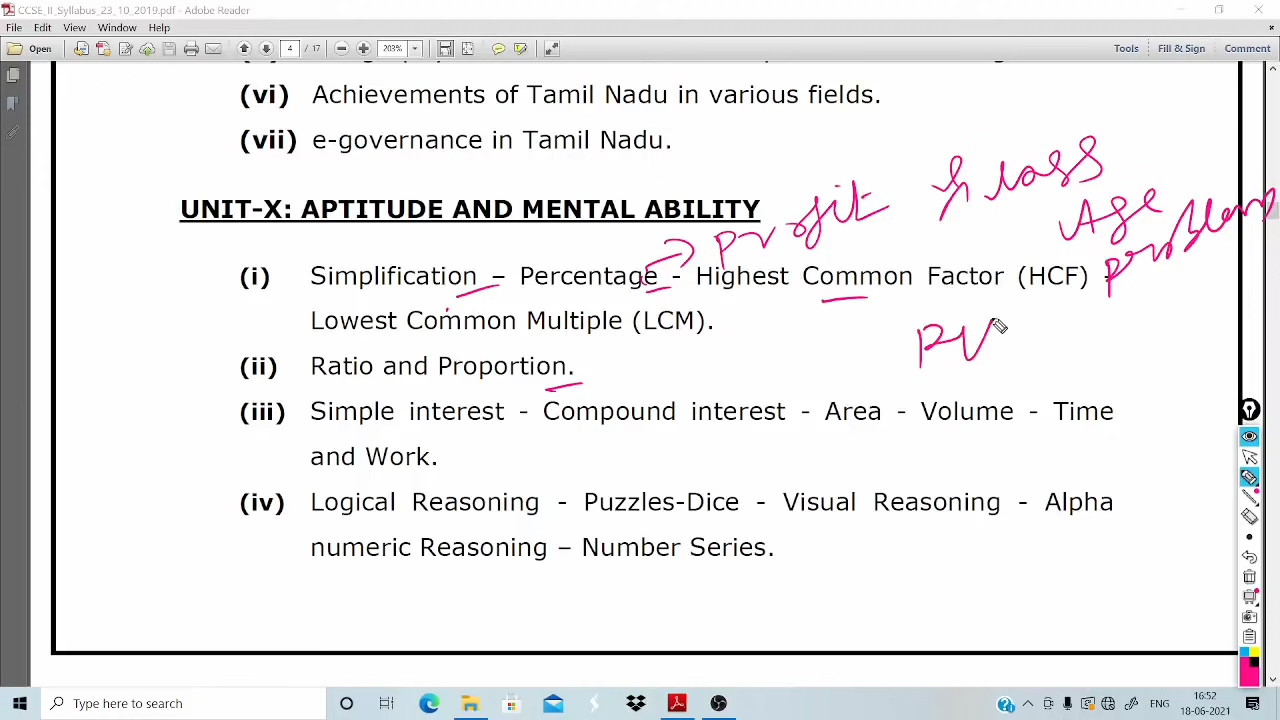 CCSE_II_Syllabus_23_10_2019.pdf - Adobe Reader
File Edit View Window Help
Open 4 / 17 203% Tools Fill & Sign Comment
(vi) Achievements of Tamil Nadu in various fields.
(vii) e-governance in Tamil Nadu.
Profit & loss
Age problem
UNIT-X: APTITUDE AND MENTAL ABILITY
(i) Simplification – Percentage - Highest Common Factor (HCF) -
Lowest Common Multiple (LCM).
(ii) Ratio and Proportion.
(iii) Simple interest - Compound interest - Area - Volume - Time
and Work.
(iv) Logical Reasoning - Puzzles-Dice - Visual Reasoning - Alpha
numeric Reasoning – Number Series.
Type here to search
ENG
16:52
18-06-2021